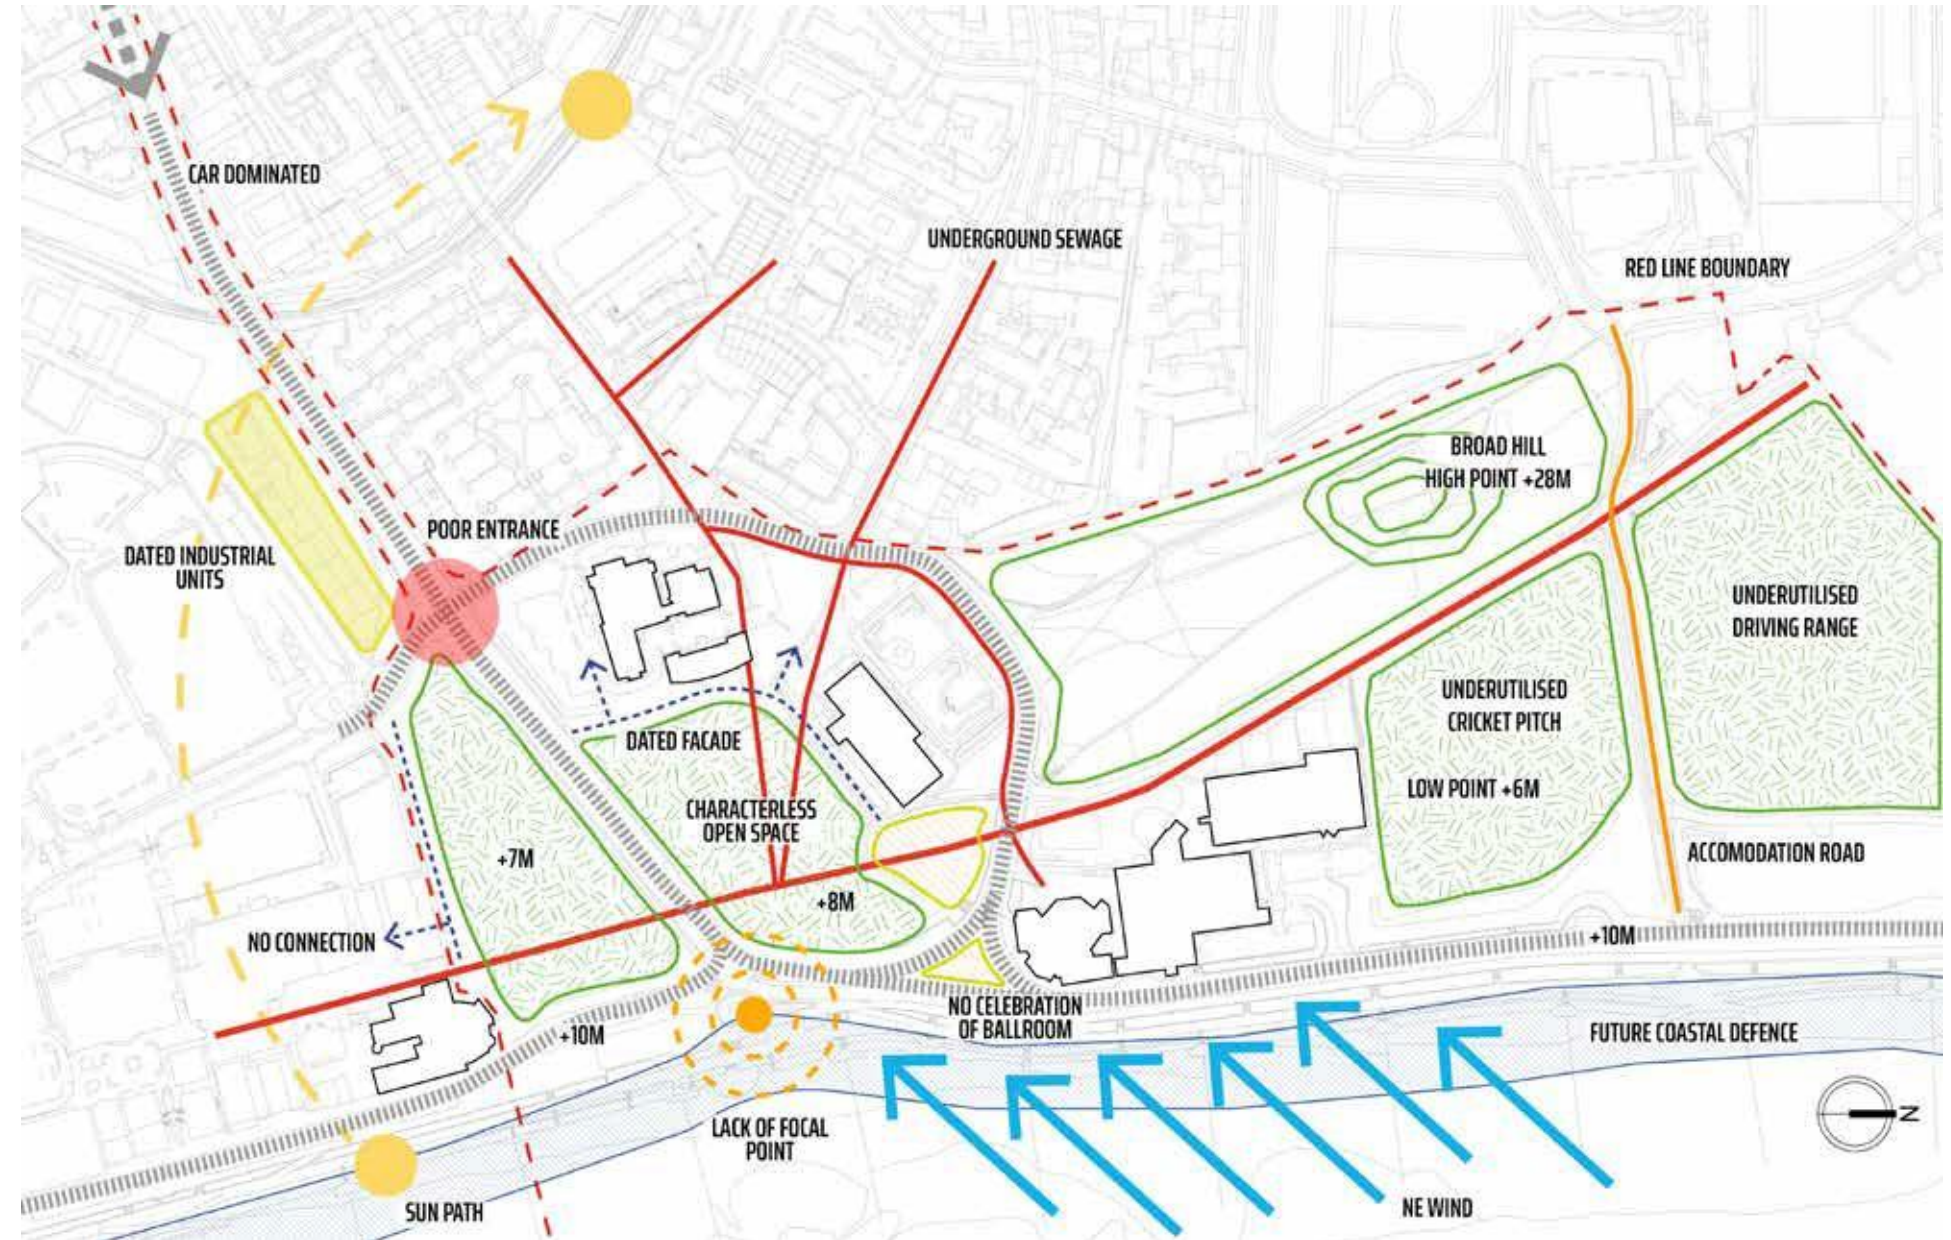 CAR DOMINATED
UNDERGROUND SEWAGE
RED LINE BOUNDARY
BROAD HILL
HIGH POINT +28M
POOR ENTRANCE
DATED INDUSTRIAL
UNITS
UNDERUTILISED
DRIVING RANGE
UNDERUTILISED
CRICKET PITCH
DATED FACADE
LOW POINT +6M
CHARACTERLESS
OPEN SPACE
+7M
ACCOMODATION ROAD
+8M
NO CONNECTION
+10M
NO CELEBRATION
OF BALLROOM
+10M
FUTURE COASTAL DEFENCE
LACK OF FOCAL
POINT
N
SUN PATH
NE WIND